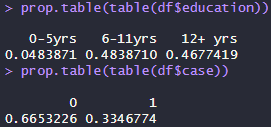 > prop.table(table(df$education))
0-5yrs 6-11yrs 12+ yrs
0.0483871 0.4838710 0.4677419
> prop.table(table(df$case))
0 1
0.6653226 0.3346774